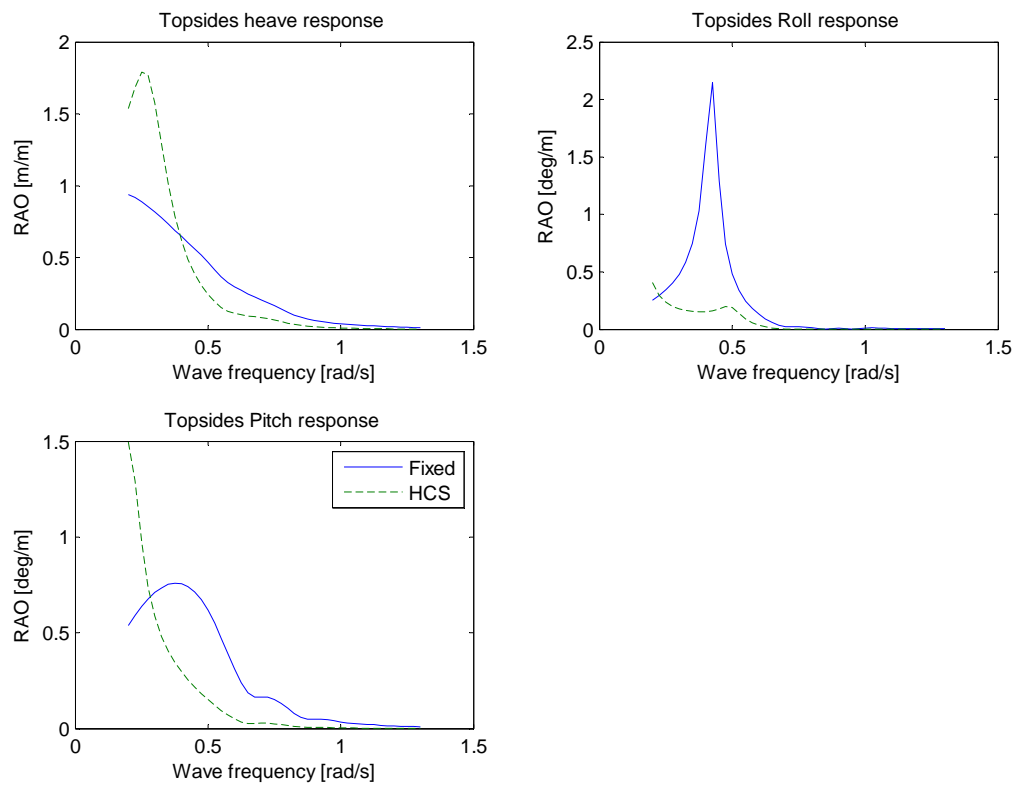 Topsides heave response
2
1.5
1
0.5
0
0
0.5
1
1.5
RAO [m/m]
Wave frequency [rad/s]
Topsides Roll response
2.5
2
1.5
1
0.5
0
0
0.5
1
1.5
RAO [deg/m]
Wave frequency [rad/s]
Topsides Pitch response
1.5
1
0.5
0
0
0.5
1
1.5
RAO [deg/m]
Wave frequency [rad/s]
Fixed
HCS